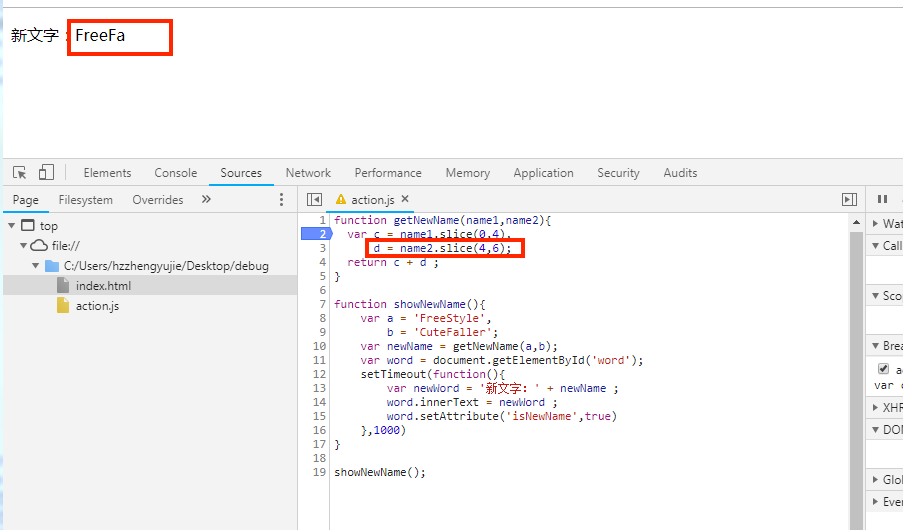 新文字：FreeFa
Elements Console Sources Network Performance Memory Application Security Audits
Page Filesystem Overrides »
action.js ×
top
file://
C:/Users/hzzhengyujie/Desktop/debug
index.html
action.js
1 function getNewName(name1,name2){
2 var c = name1.slice(0,4),
3 d = name2.slice(4,6);
4 return c + d ;
5 }
6
7 function showNewName(){
8 var a = 'FreeStyle',
9 b = 'CuteFaller';
10 var newName = getNewName(a,b);
11 var word = document.getElementById('word');
12 setTimeout(function(){
13 var newWord = '新文字：' + newName ;
14 word.innerText = newWord ;
15 word.setAttribute('isNewName',true)
16 },1000)
17 }
18
19 showNewName();
Wat
Call
Sco
Brea
a
var c
XHR
DOM
Glo
Eve